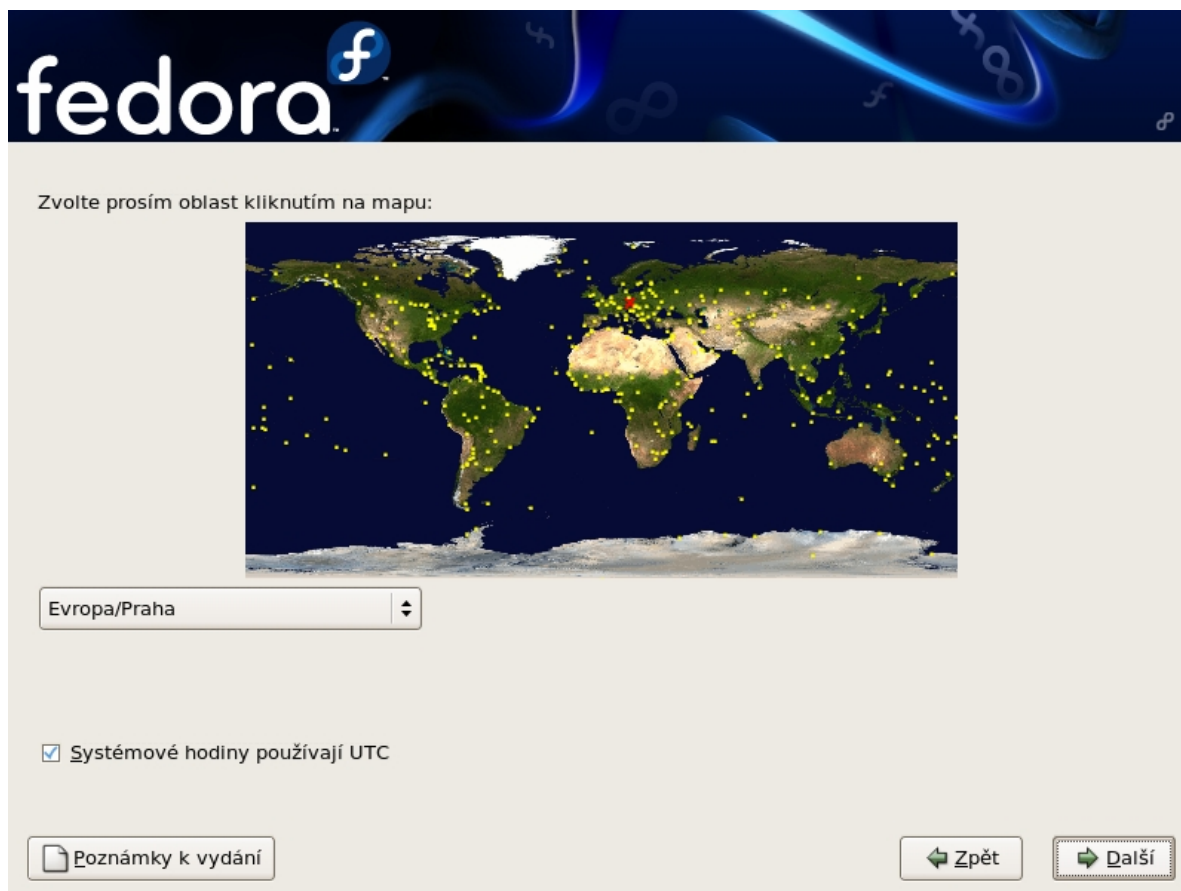 fedora
Zvolte prosím oblast kliknutím na mapu:
Evropa/Praha
Systémové hodiny používají UTC
Poznámky k vydání
Zpět
Další